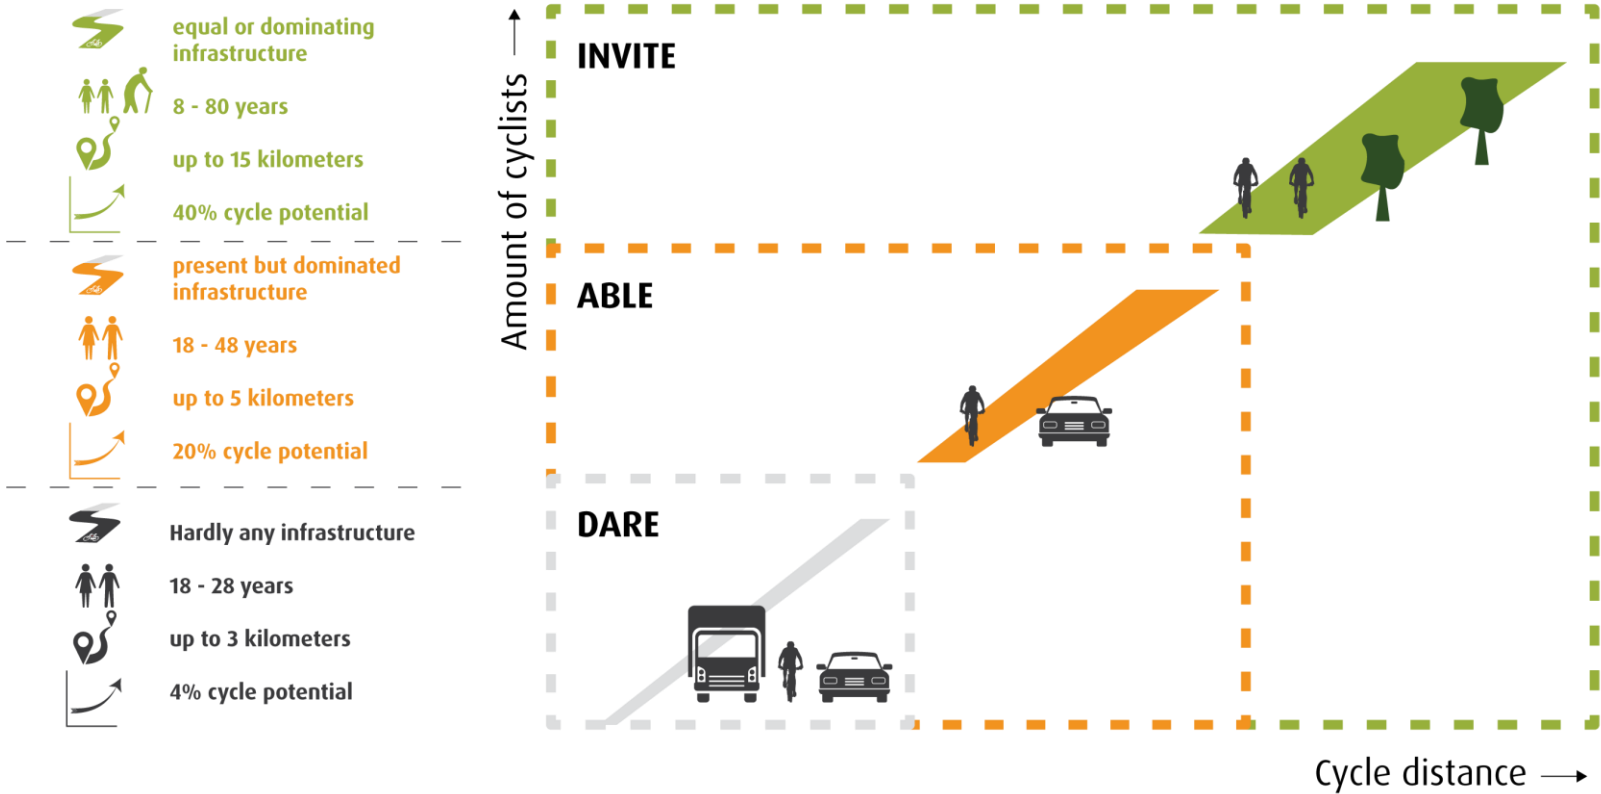 equal or dominating
infrastructure
8 - 80 years
up to 15 kilometers
40% cycle potential
present but dominated
infrastructure
18 - 48 years
up to 5 kilometers
20% cycle potential
Hardly any infrastructure
18 - 28 years
up to 3 kilometers
4% cycle potential
Amount of cyclists
INVITE
ABLE
DARE
Cycle distance